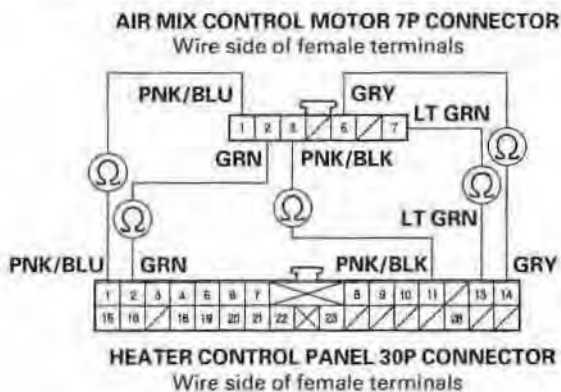 AIR MIX CONTROL MOTOR 7P CONNECTOR
Wire side of female terminals
PNK/BLU
GRY
LT GRN
1 2 3 7
GRN
PNK/BLK
Ω Ω Ω Ω Ω
LT GRN
PNK/BLU
GRN
PNK/BLK
GRY
1 2 3 4 5 6 7 8 9 10 11 13 14
15 16 18 19 20 21 22 23 28
HEATER CONTROL PANEL 30P CONNECTOR
Wire side of female terminals